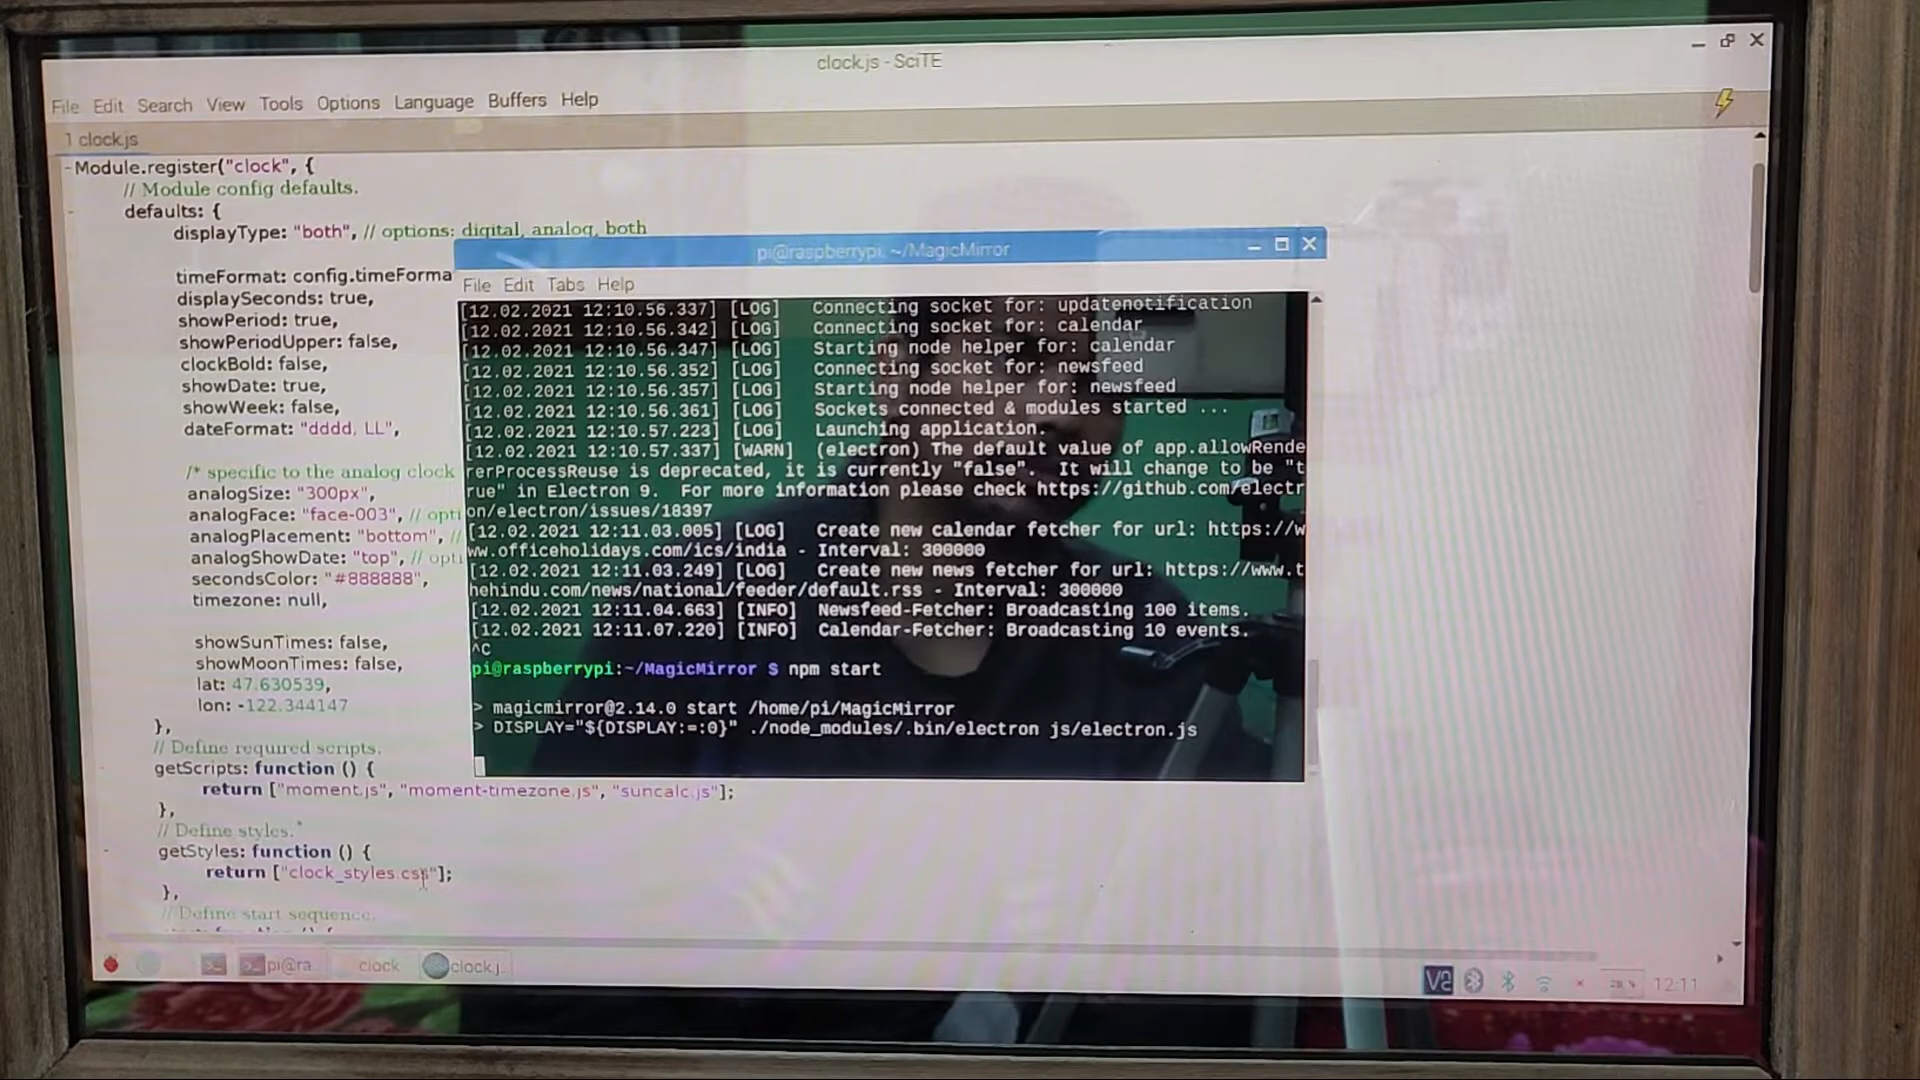 clock.js - SciTE
File Edit Search View Tools Options Language Buffers Help
1 clock.js
Module.register("clock", {
// Module config defaults.
defaults: {
displayType: "both", // options: digital, analog, both
timeFormat: config.timeForma
displaySeconds: true,
showPeriod: true,
showPeriodUpper: false,
clockBold: false,
showDate: true,
showWeek: false,
dateFormat: "dddd, LL",
/* specific to the analog clock
analogSize: "300px",
analogFace: "face-003", // opti
analogPlacement: "bottom", //
analogShowDate: "top", // opti
secondsColor: "#888888",
timezone: null,
showSunTimes: false,
showMoonTimes: false,
lat: 47.630539,
lon: -122.344147
},
// Define required scripts.
getScripts: function () {
return ["moment.js", "moment-timezone.js", "suncalc.js"];
},
// Define styles.
getStyles: function () {
return ["clock_styles.css"];
},
// Define start sequence.
pi@raspberrypi: ~/MagicMirror
File Edit Tabs Help
[12.02.2021 12:10.56.337] [LOG] Connecting socket for: updatenotification
[12.02.2021 12:10.56.342] [LOG] Connecting socket for: calendar
[12.02.2021 12:10.56.347] [LOG] Starting node helper for: calendar
[12.02.2021 12:10.56.352] [LOG] Connecting socket for: newsfeed
[12.02.2021 12:10.56.357] [LOG] Starting node helper for: newsfeed
[12.02.2021 12:10.56.361] [LOG] Sockets connected & modules started ...
[12.02.2021 12:10.57.223] [LOG] Launching application.
[12.02.2021 12:10.57.337] [WARN] (electron) The default value of app.allowRende
rerProcessReuse is deprecated, it is currently "false". It will change to be "t
rue" in Electron 9. For more information please check https://github.com/electr
on/electron/issues/18397
[12.02.2021 12:11.03.005] [LOG] Create new calendar fetcher for url: https://w
ww.officeholidays.com/ics/india - Interval: 300000
[12.02.2021 12:11.03.249] [LOG] Create new news fetcher for url: https://www.t
hehindu.com/news/national/feeder/default.rss - Interval: 300000
[12.02.2021 12:11.04.663] [INFO] Newsfeed-Fetcher: Broadcasting 100 items.
[12.02.2021 12:11.07.220] [INFO] Calendar-Fetcher: Broadcasting 10 events.
^C
pi@raspberrypi:~/MagicMirror $ npm start
> magicmirror@2.14.0 start /home/pi/MagicMirror
> DISPLAY="${DISPLAY:=:0}" ./node_modules/.bin/electron js/electron.js
pi@ra... clock clock.j... 12:11